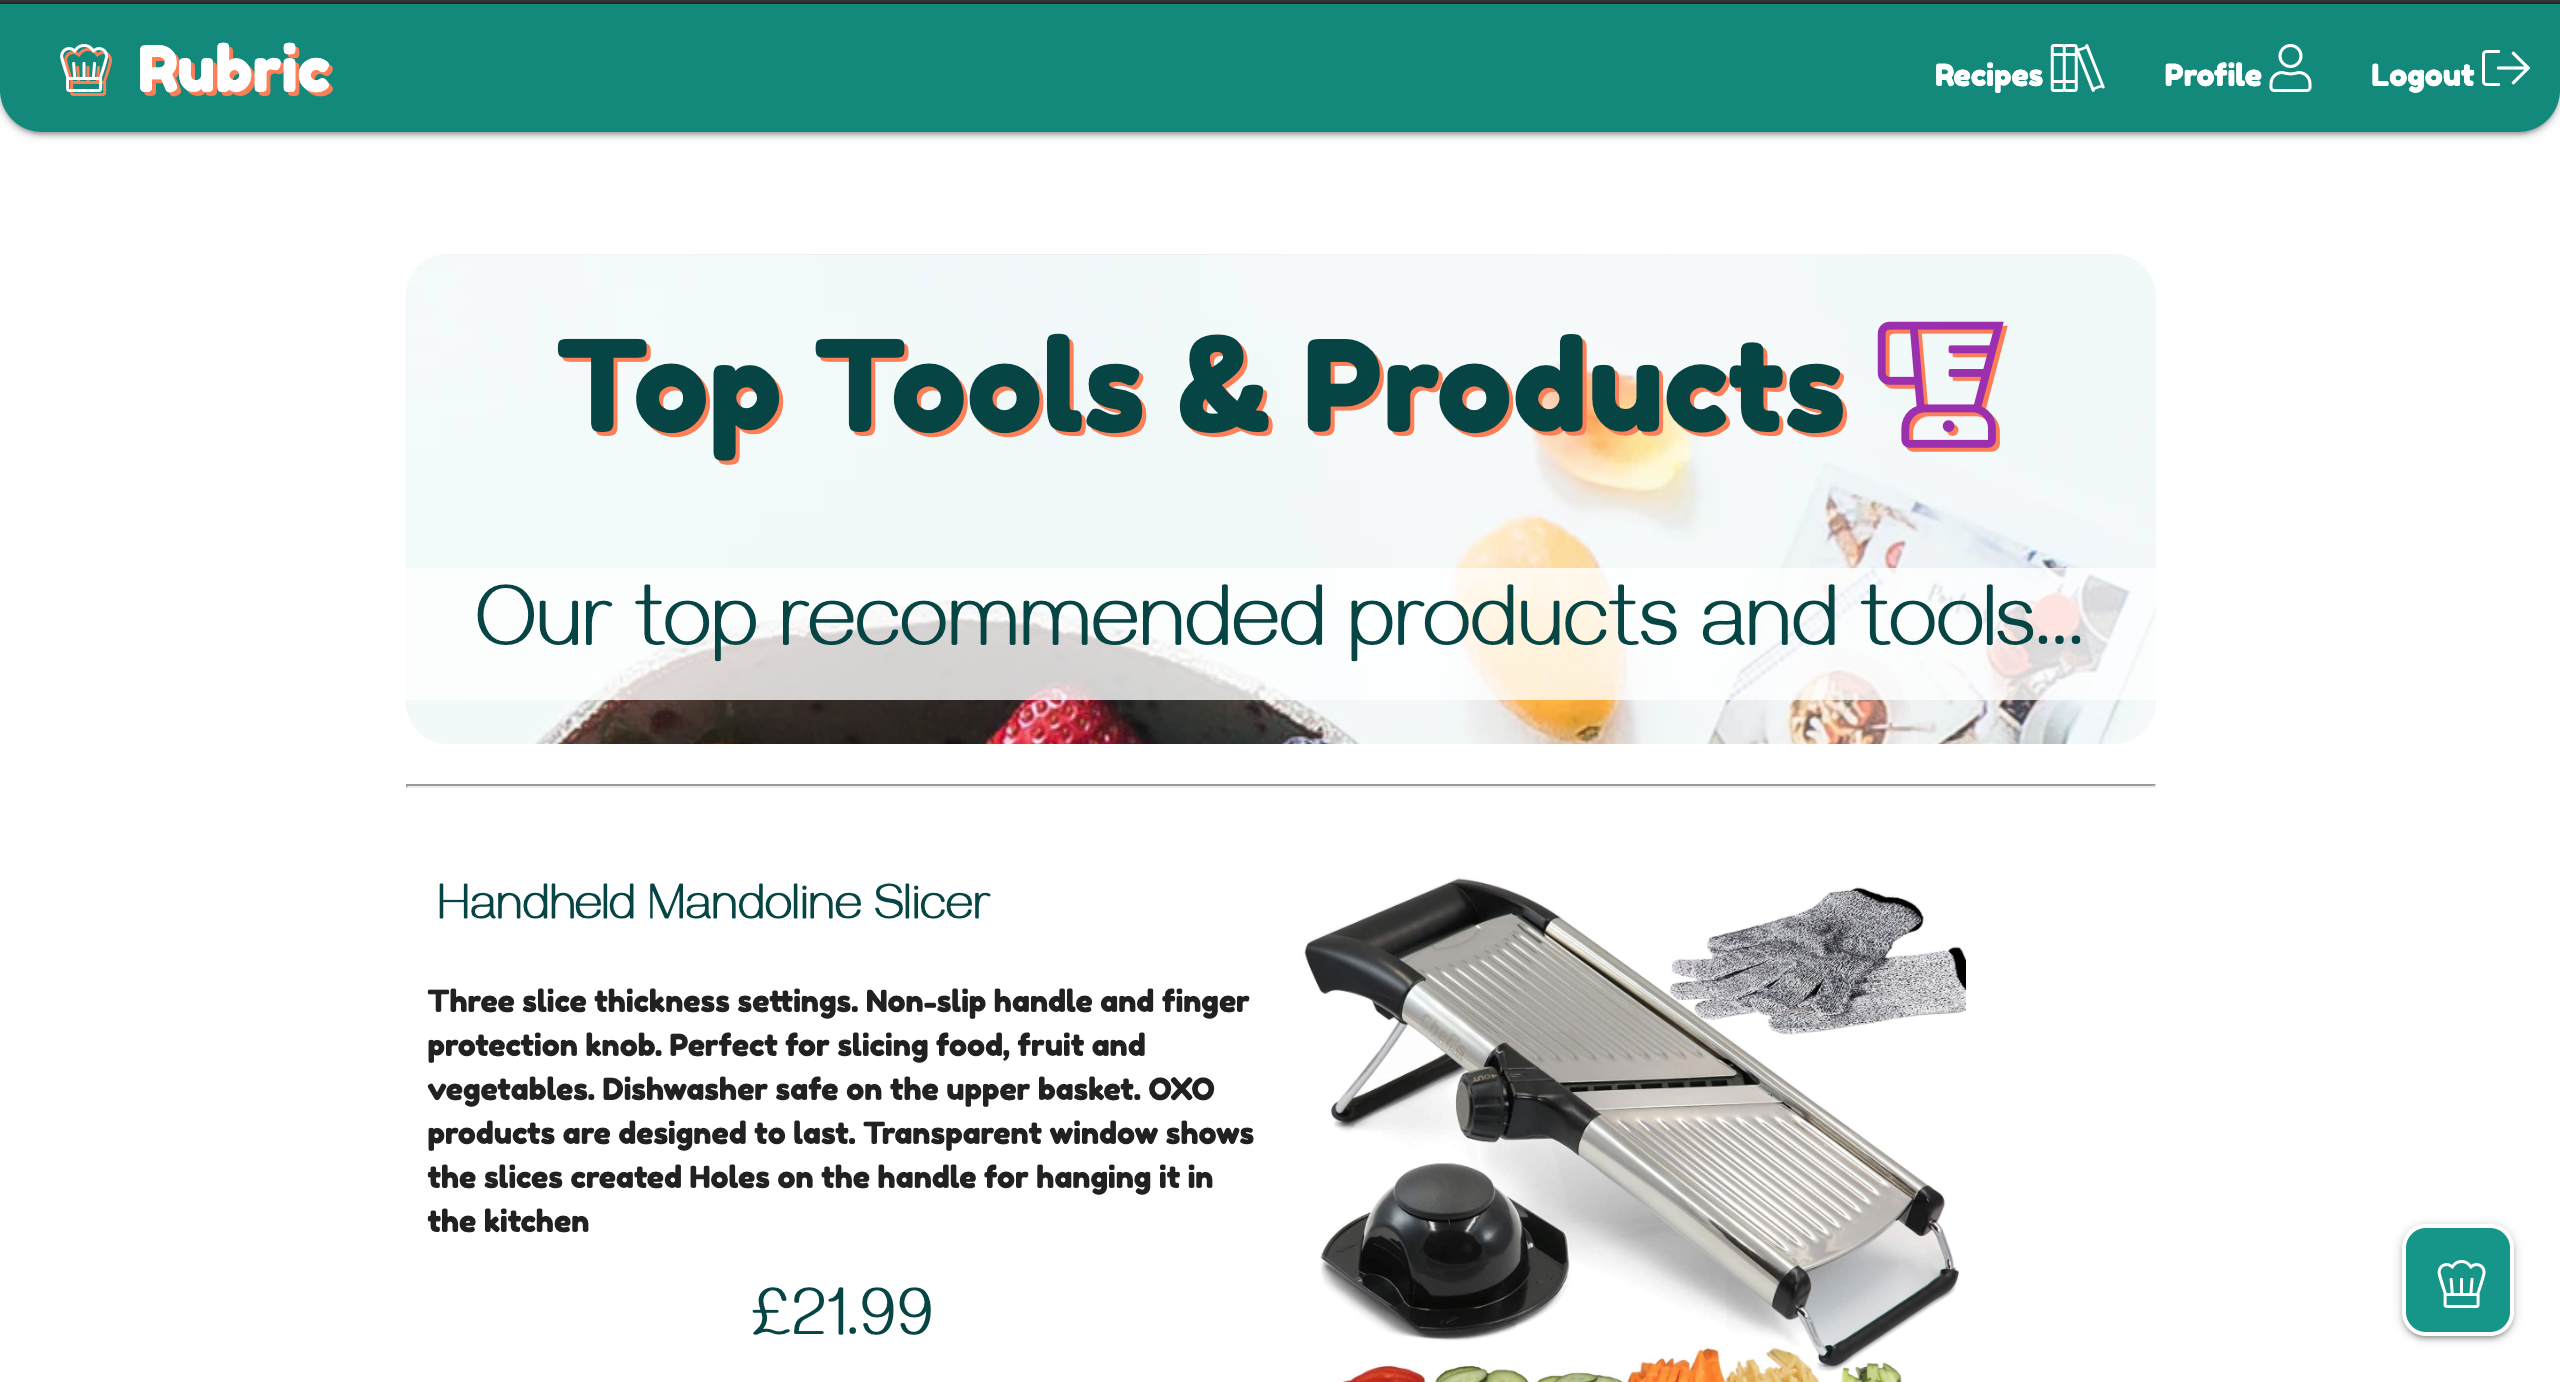 Rubric
Recipes
Profile
Logout
Top Tools & Products
Our top recommended products and tools...
Handheld Mandoline Slicer
Three slice thickness settings. Non-slip handle and finger
protection knob. Perfect for slicing food, fruit and
vegetables. Dishwasher safe on the upper basket. OXO
products are designed to last. Transparent window shows
the slices created Holes on the handle for hanging it in
the kitchen
£21.99